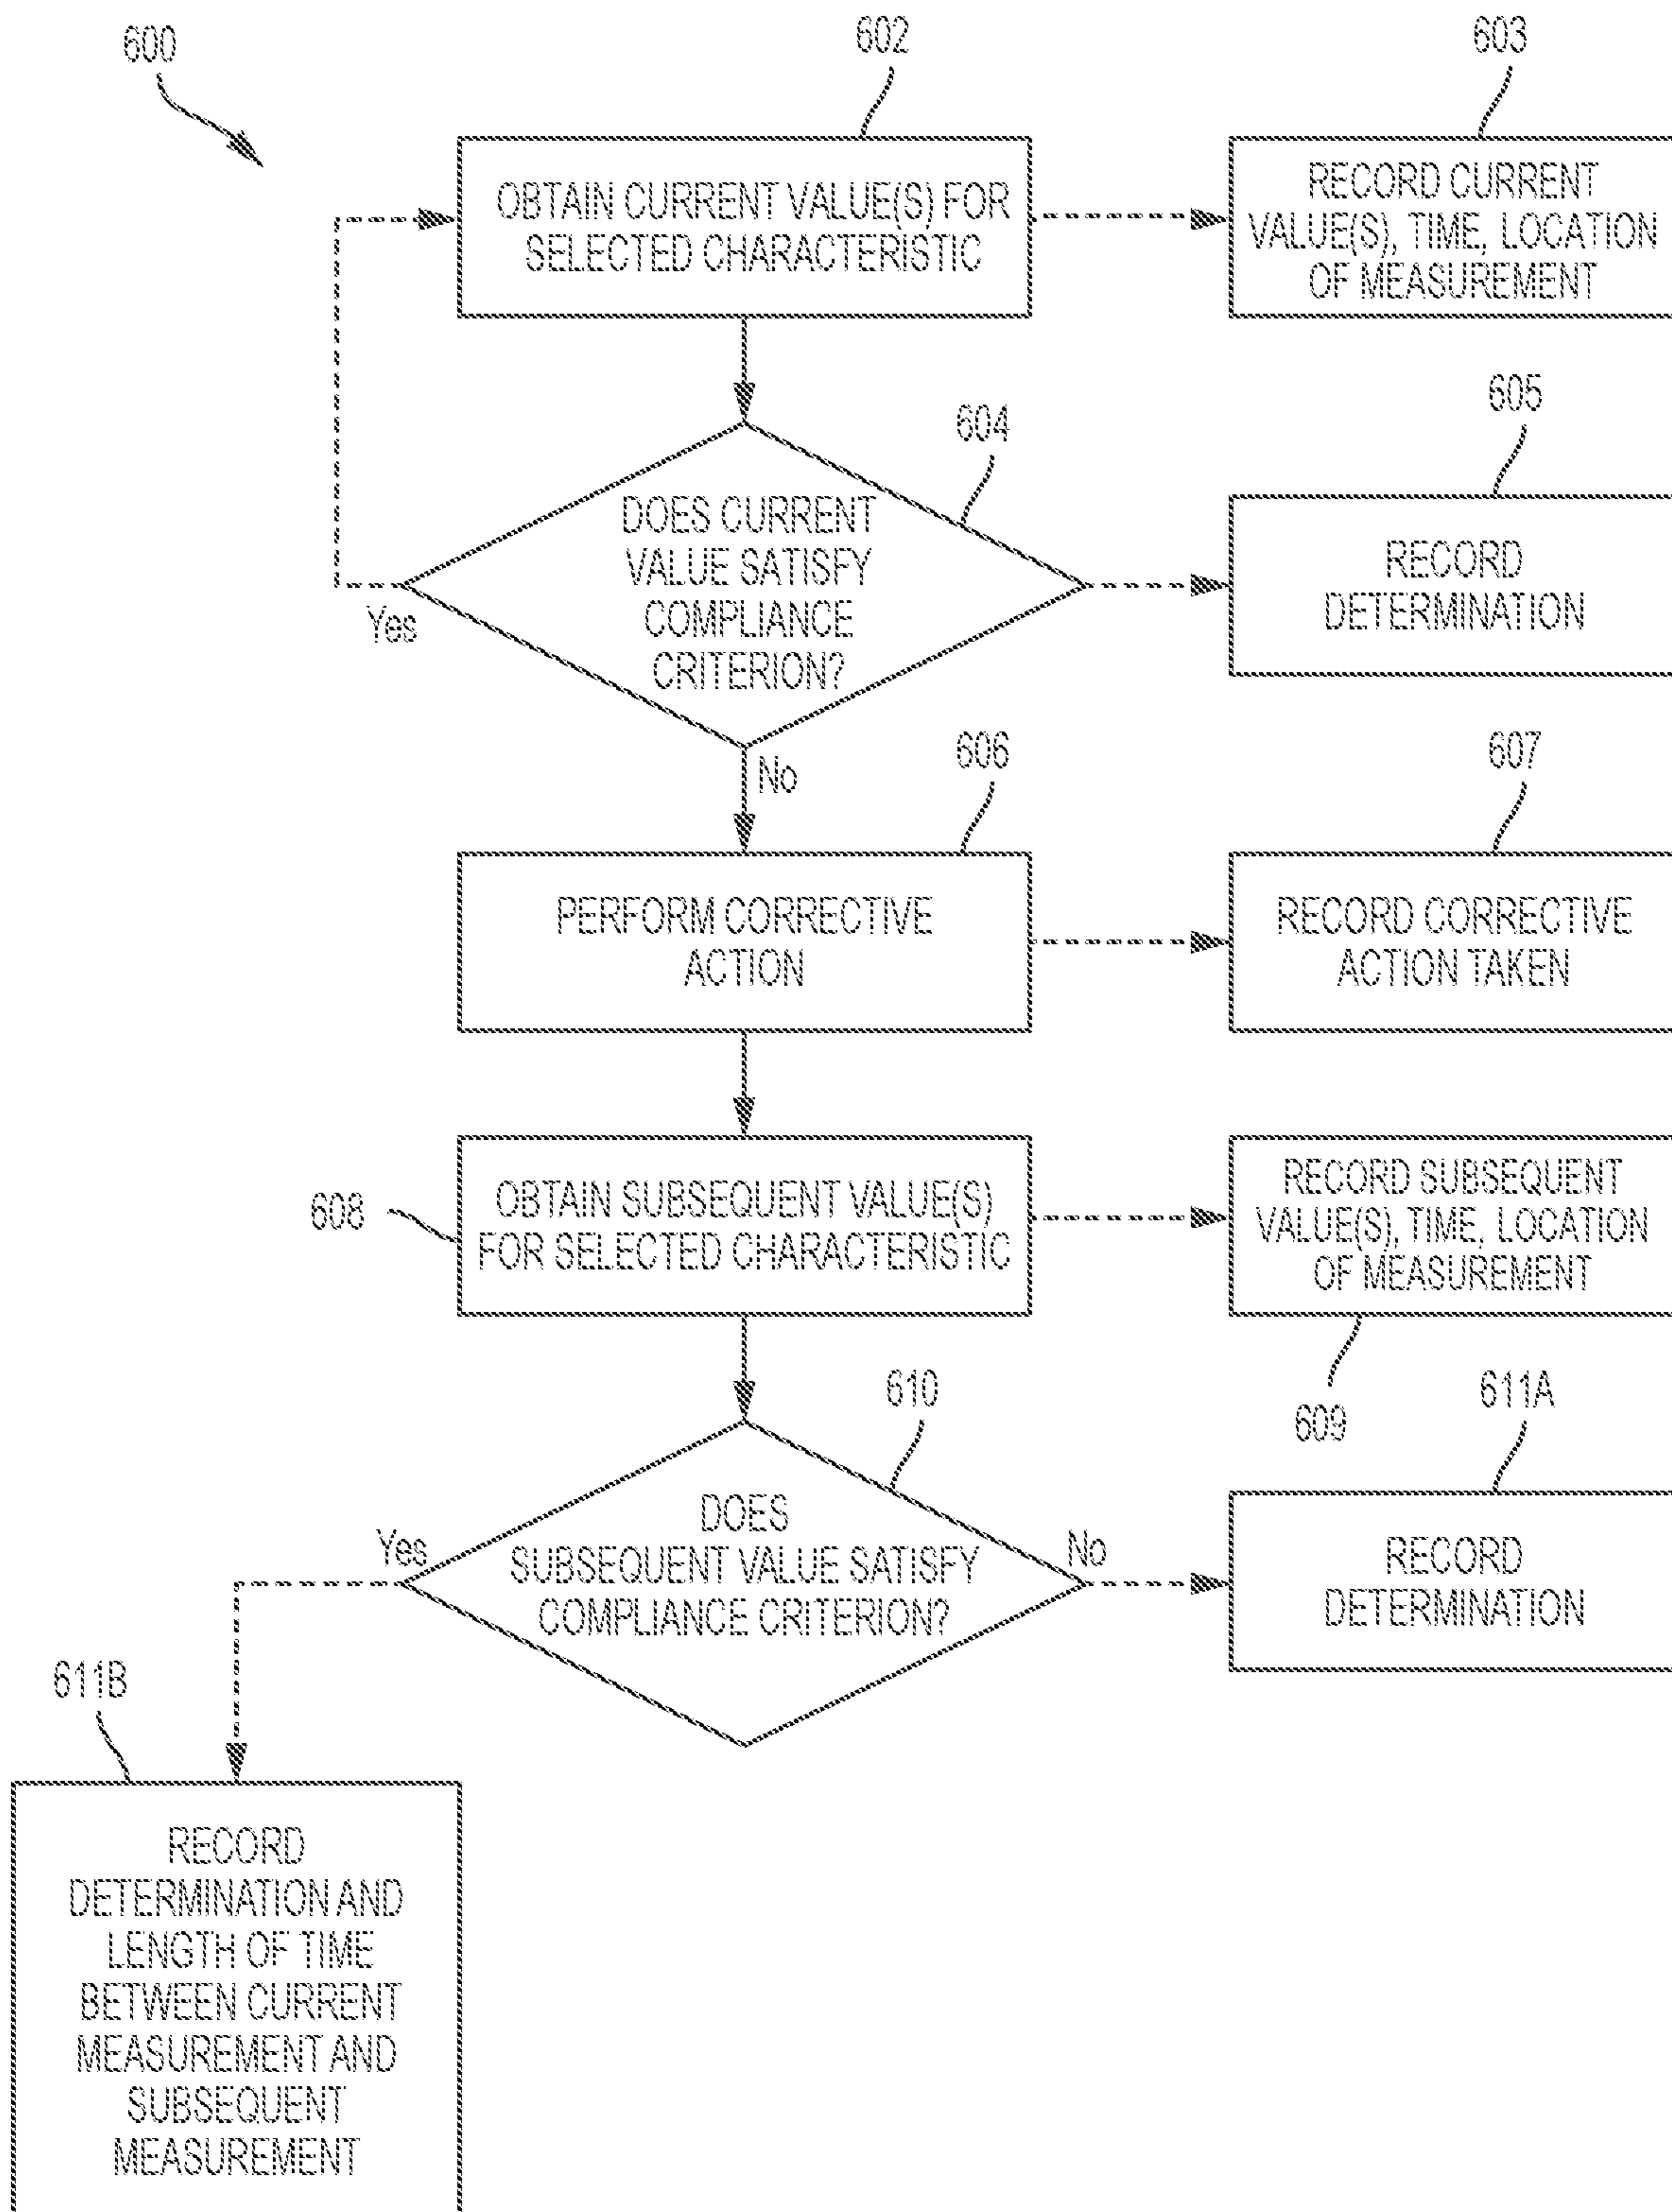 600
602
603
OBTAIN CURRENT VALUE(S) FOR
SELECTED CHARACTERISTIC
RECORD CURRENT
VALUE(S), TIME, LOCATION
OF MEASUREMENT
604
605
DOES CURRENT
VALUE SATISFY
COMPLIANCE
CRITERION?
Yes
RECORD
DETERMINATION
No
606
607
PERFORM CORRECTIVE
ACTION
RECORD CORRECTIVE
ACTION TAKEN
608
OBTAIN SUBSEQUENT VALUE(S)
FOR SELECTED CHARACTERISTIC
RECORD SUBSEQUENT
VALUE(S), TIME, LOCATION
OF MEASUREMENT
609
610
611A
DOES
SUBSEQUENT VALUE SATISFY
COMPLIANCE CRITERION?
Yes
No
RECORD
DETERMINATION
611B
RECORD
DETERMINATION AND
LENGTH OF TIME
BETWEEN CURRENT
MEASUREMENT AND
SUBSEQUENT
MEASUREMENT